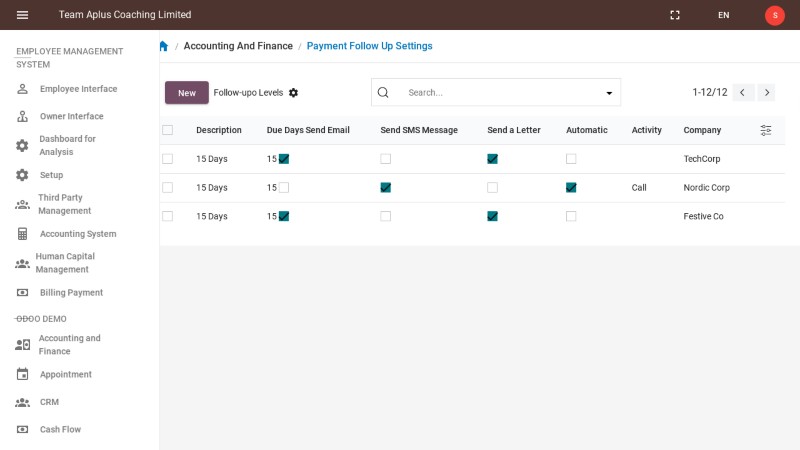 Team Aplus Coaching Limited
EN
S
EMPLOYEE MANAGEMENT
SYSTEM
Employee Interface
Owner Interface
Dashboard for
Analysis
Setup
Third Party
Management
Accounting System
Human Capital
Management
Billing Payment
ODOO DEMO
Accounting and
Finance
Appointment
CRM
Cash Flow
/ Accounting And Finance / Payment Follow Up Settings
New Follow-upo Levels Search... 1-12/12
Description Due Days Send Email Send SMS Message Send a Letter Automatic Activity Company
15 Days 15 TechCorp
15 Days 15 Call Nordic Corp
15 Days 15 Festive Co